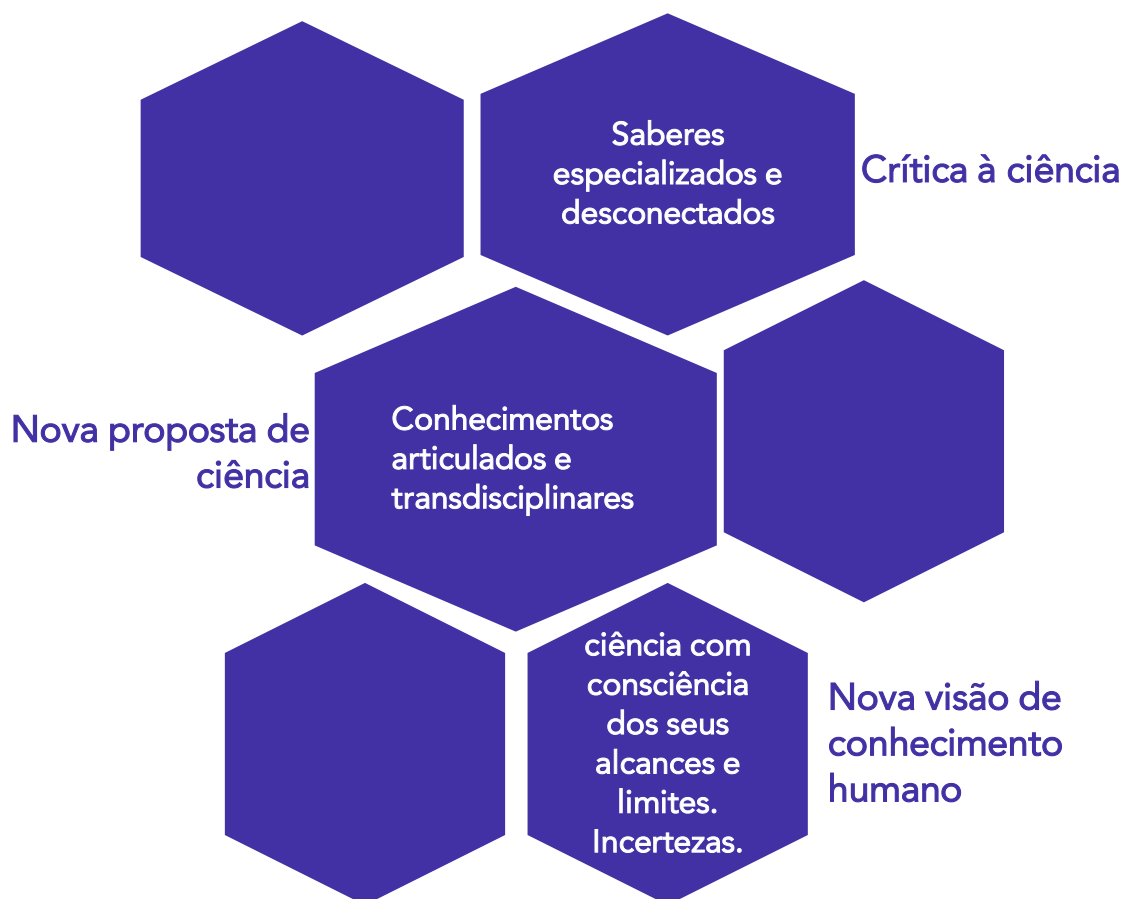 Saberes
especializados e
desconectados
Crítica à ciência
Nova proposta de
ciência
Conhecimentos
articulados e
transdisciplinares
ciência com
consciência
dos seus
alcances e
limites.
Incertezas.
Nova visão de
conhecimento
humano